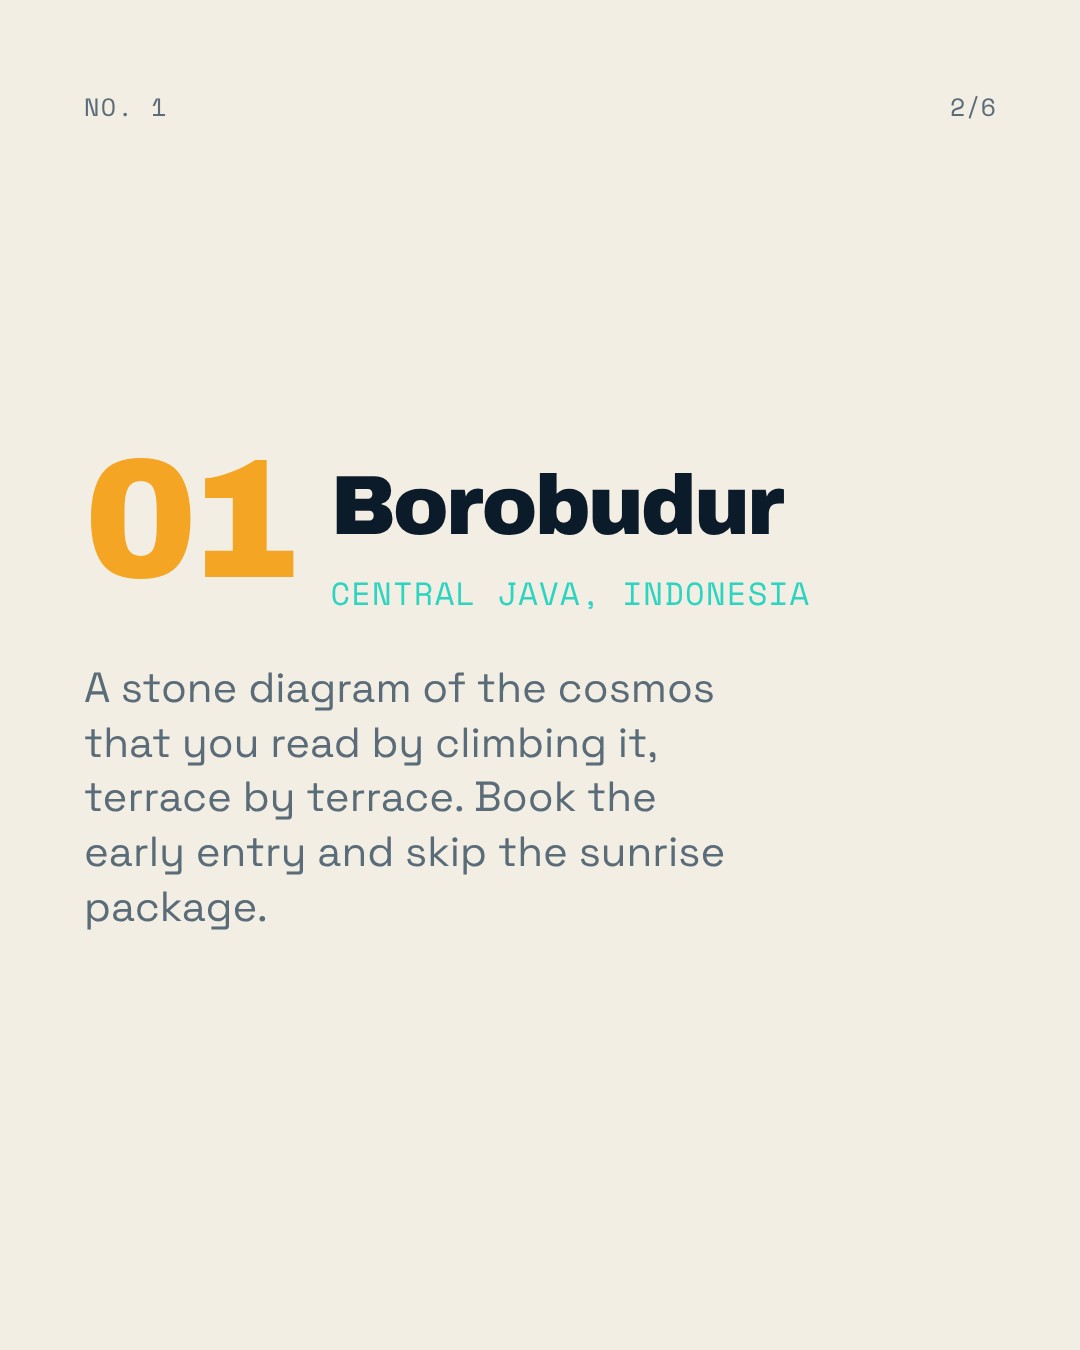 NO. 1
2/6
01
Borobudur
CENTRAL JAVA, INDONESIA
A stone diagram of the cosmos
that you read by climbing it,
terrace by terrace. Book the
early entry and skip the sunrise
package.